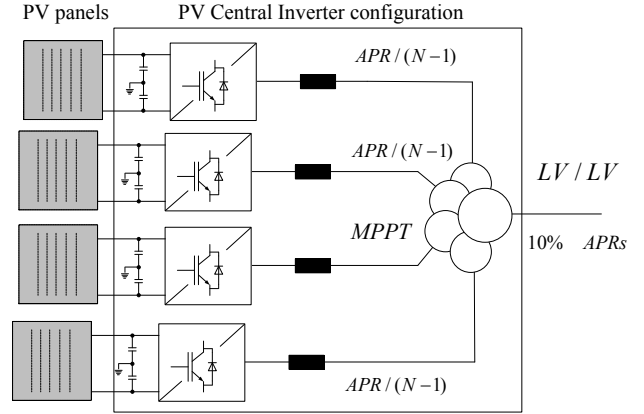 PV panels
PV Central Inverter configuration
APR / (N − 1)
APR / (N − 1)
LV / LV
MPPT
10% APRs
APR / (N − 1)